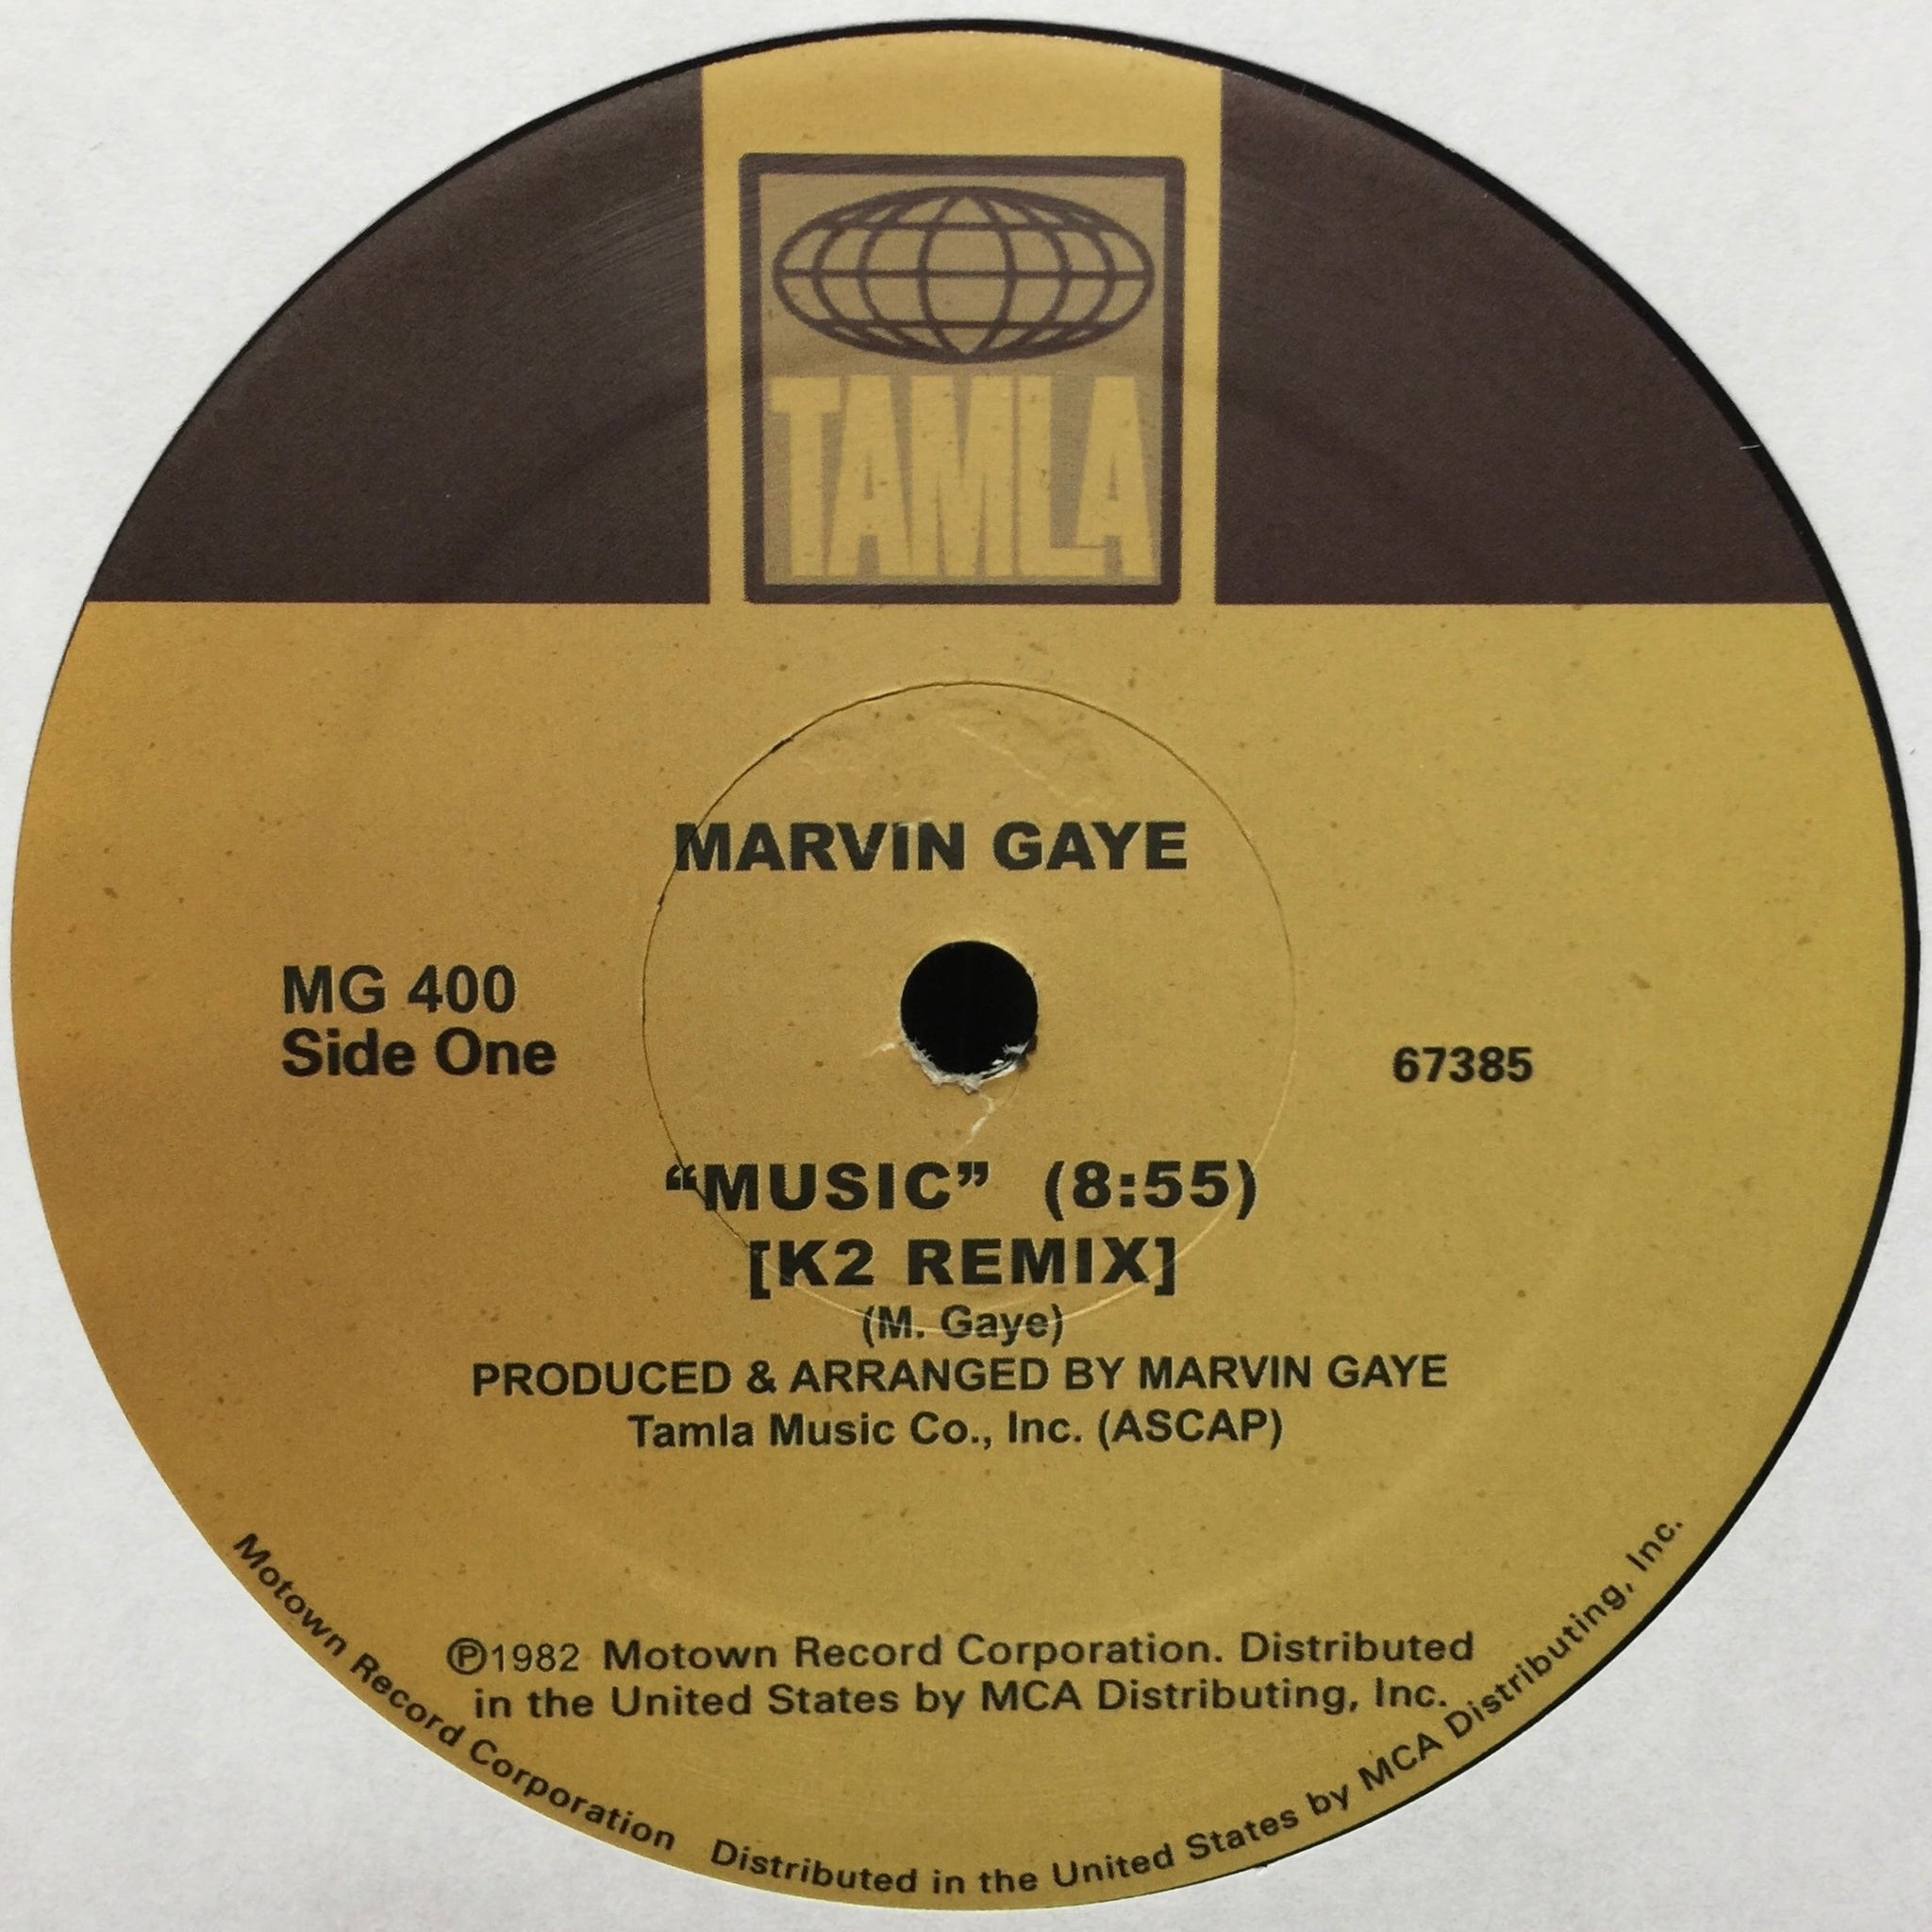 TAMLA
MARVIN GAYE
MG 400
Side One
67385
“MUSIC” (8:55)
[K2 REMIX]
(M. Gaye)
PRODUCED & ARRANGED BY MARVIN GAYE
Tamla Music Co., Inc. (ASCAP)
℗1982 Motown Record Corporation. Distributed
in the United States by MCA Distributing, Inc.
Motown Record Corporation Distributed in the United States by MCA Distributing, Inc.